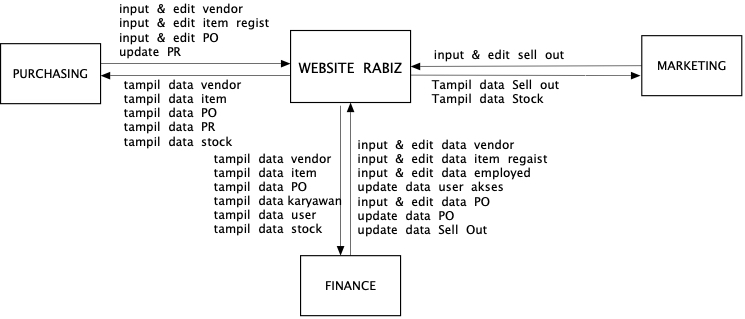 input & edit vendor
input & edit item regist
input & edit PO
update PR
PURCHASING
WEBSITE RABIZ
input & edit sell out
MARKETING
tampil data vendor
tampil data item
tampil data PO
tampil data PR
tampil data stock
Tampil data Sell out
Tampil data Stock
tampil data vendor
tampil data item
tampil data PO
tampil data karyawan
tampil data user
tampil data stock
input & edit data vendor
input & edit data item regaist
input & edit data employed
update data user akses
input & edit data PO
update data PO
update data Sell Out
FINANCE